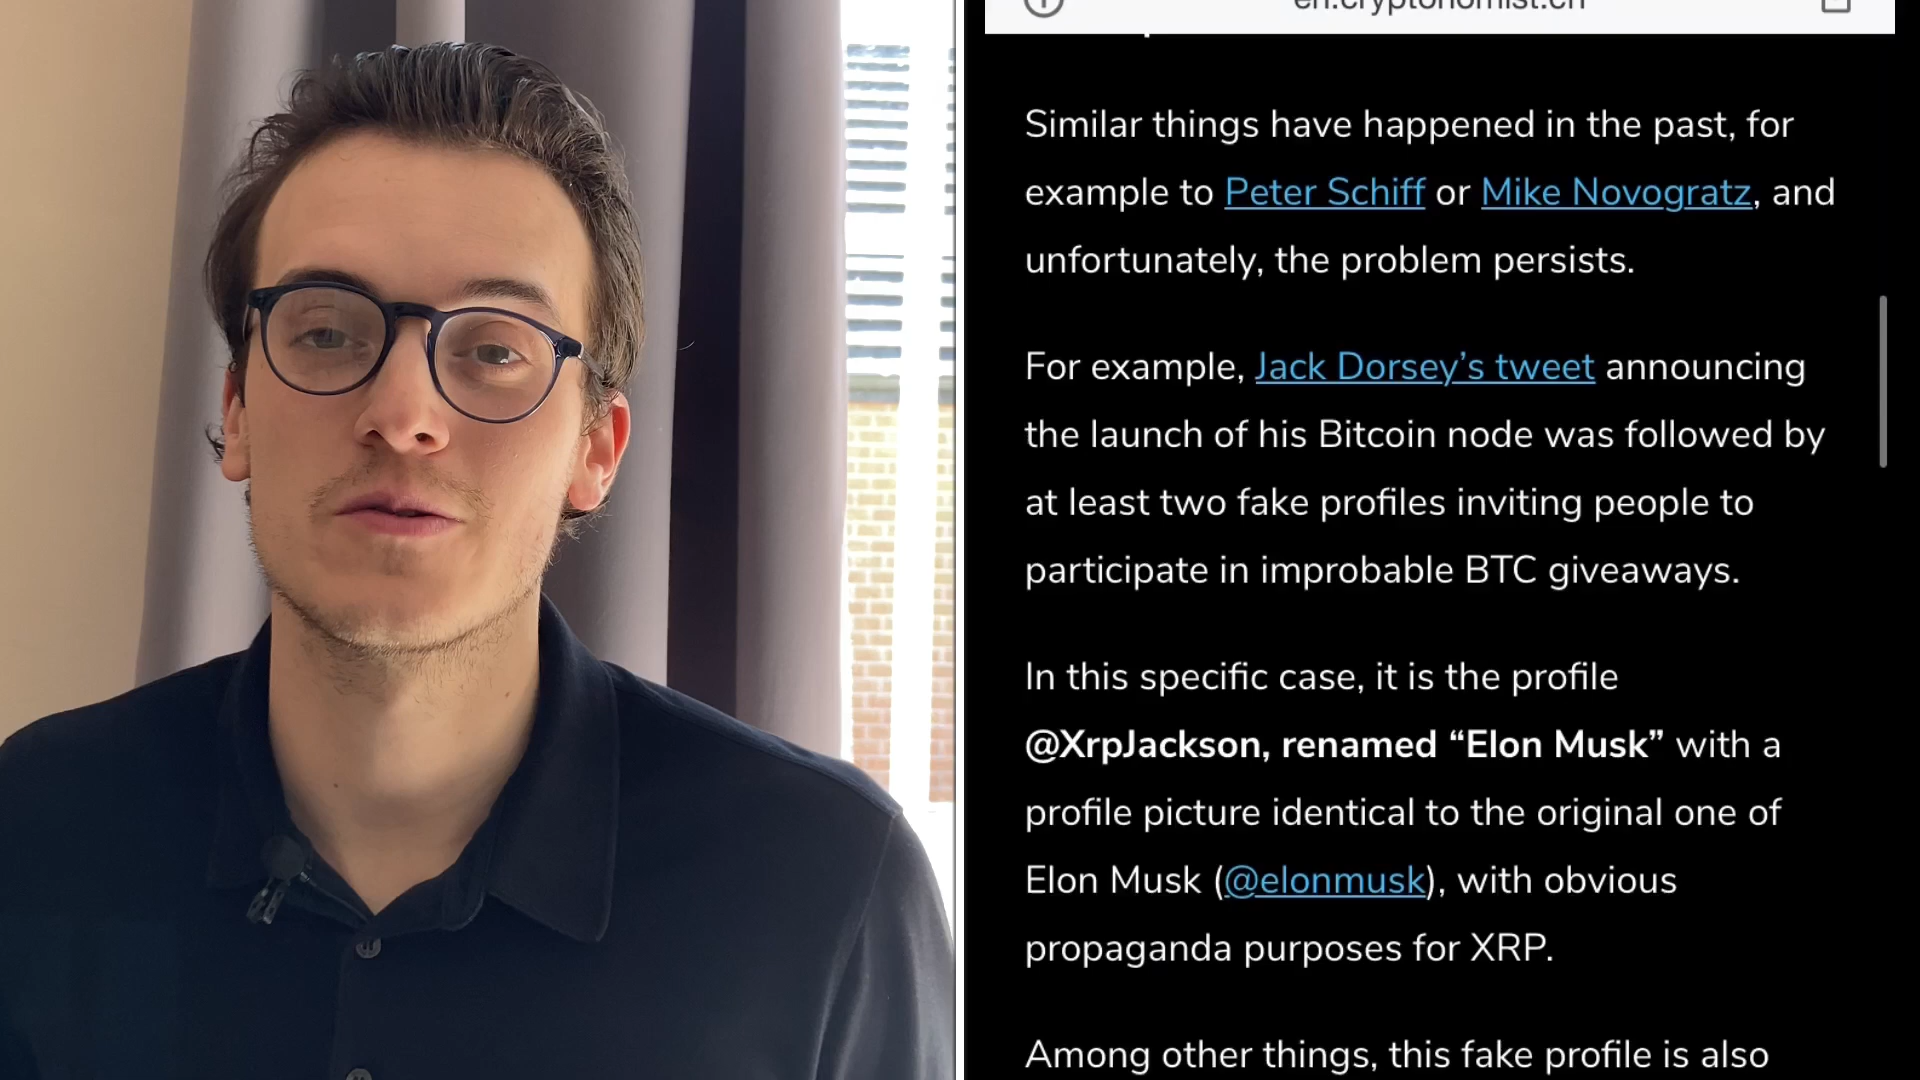 en.cryptonomist.ch
Similar things have happened in the past, for
example to Peter Schiff or Mike Novogratz, and
unfortunately, the problem persists.
For example, Jack Dorsey’s tweet announcing
the launch of his Bitcoin node was followed by
at least two fake profiles inviting people to
participate in improbable BTC giveaways.
In this specific case, it is the profile
@XrpJackson, renamed “Elon Musk” with a
profile picture identical to the original one of
Elon Musk (@elonmusk), with obvious
propaganda purposes for XRP.
Among other things, this fake profile is also